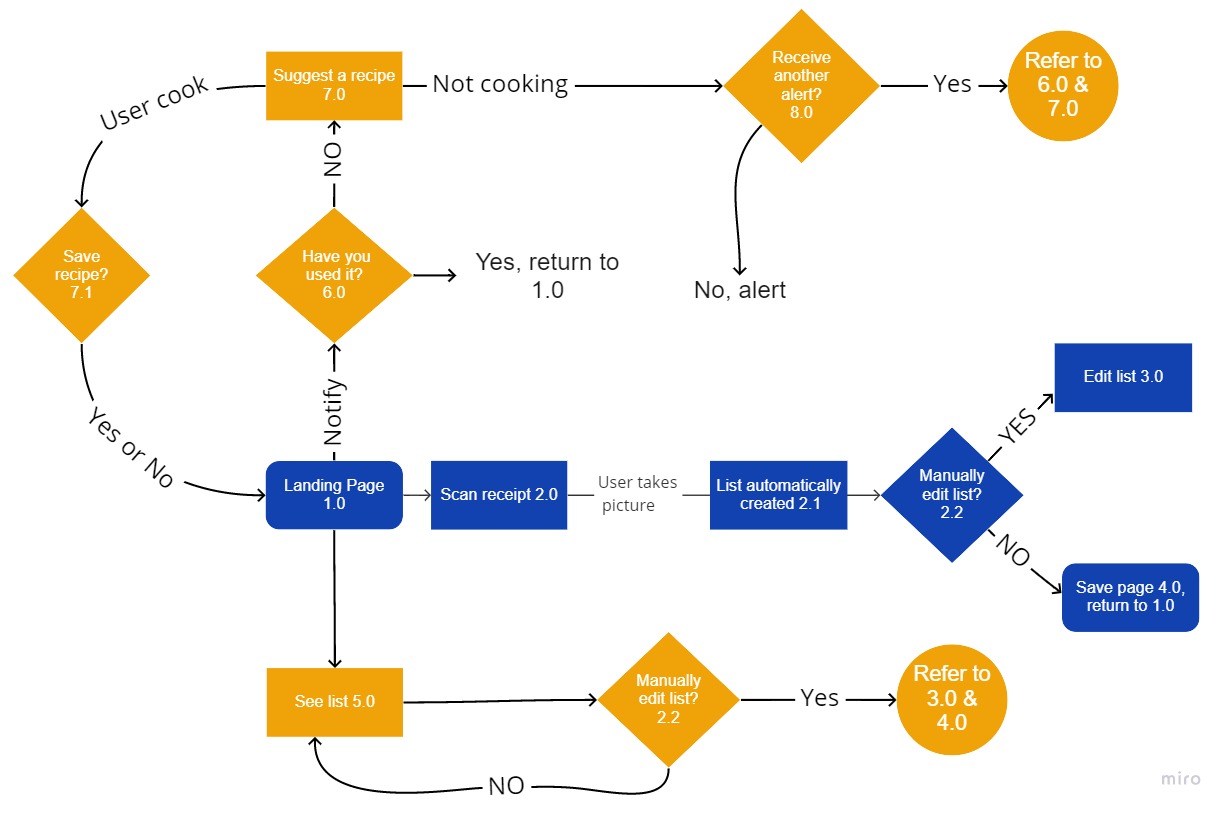 Suggest a recipe
7.0
Not cooking
Receive
another
alert?
8.0
Yes
Refer to
6.0 &
7.0
User cook
NO
Save
recipe?
7.1
Have you
used it?
6.0
Yes, return to
1.0
No, alert
Notify
Yes or No
Landing Page
1.0
Scan receipt 2.0
User takes
picture
List automatically
created 2.1
Manually
edit list?
2.2
YES
Edit list 3.0
NO
Save page 4.0,
return to 1.0
See list 5.0
Manually
edit list?
2.2
Yes
Refer to
3.0 &
4.0
NO
miro